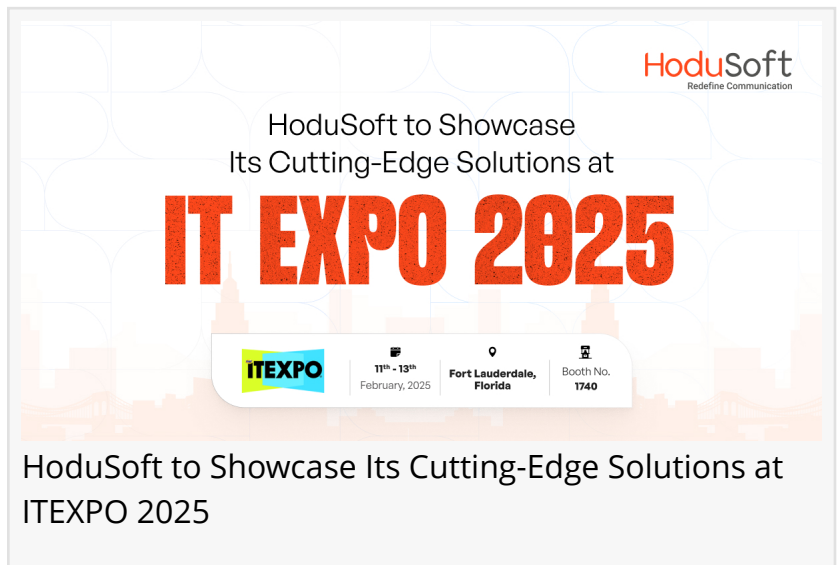 HoduSoft
Redefine Communication
HoduSoft to Showcase
Its Cutting-Edge Solutions at
IT EXPO 2025
ITEXPO
11th - 13th
February, 2025
Fort Lauderdale,
Florida
Booth No.
1740
HoduSoft to Showcase Its Cutting-Edge Solutions at
ITEXPO 2025